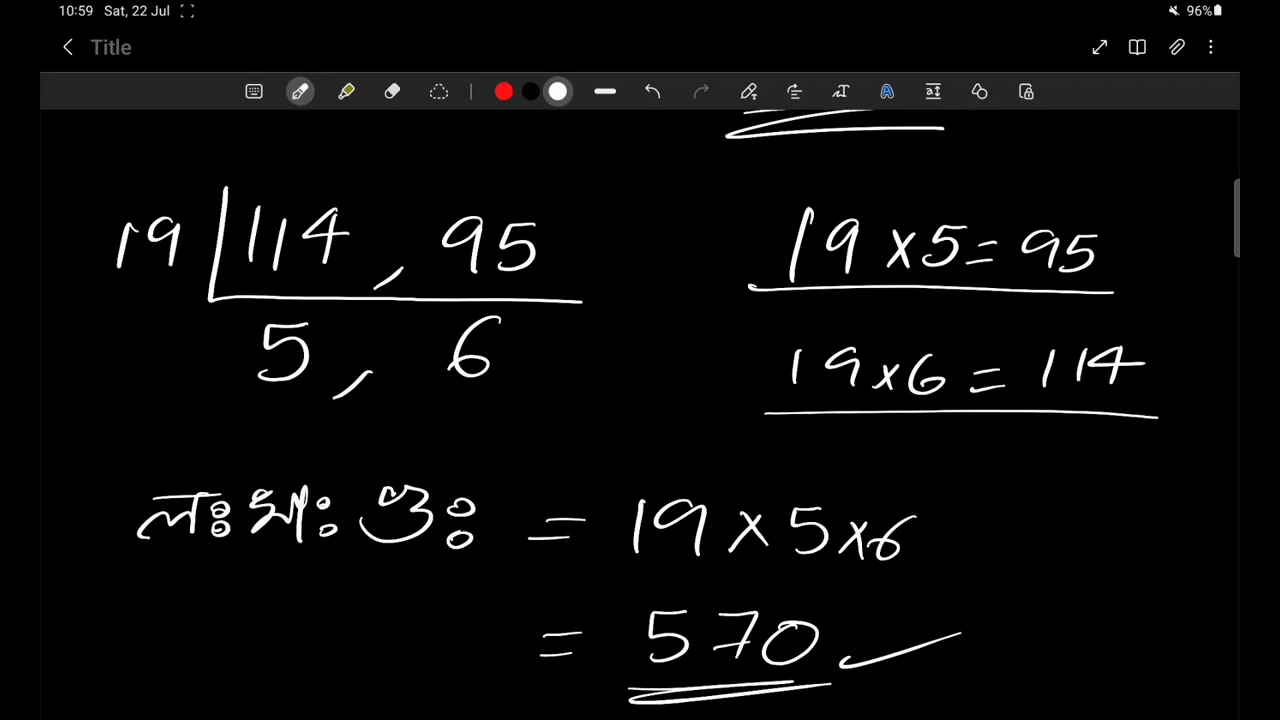 10:59 Sat, 22 Jul 96%
Title
19 | 114 , 95
5 , 6
19 × 5 = 95
19 × 6 = 114
লঃ সাঃ গুঃ = 19 × 5 × 6
= 570